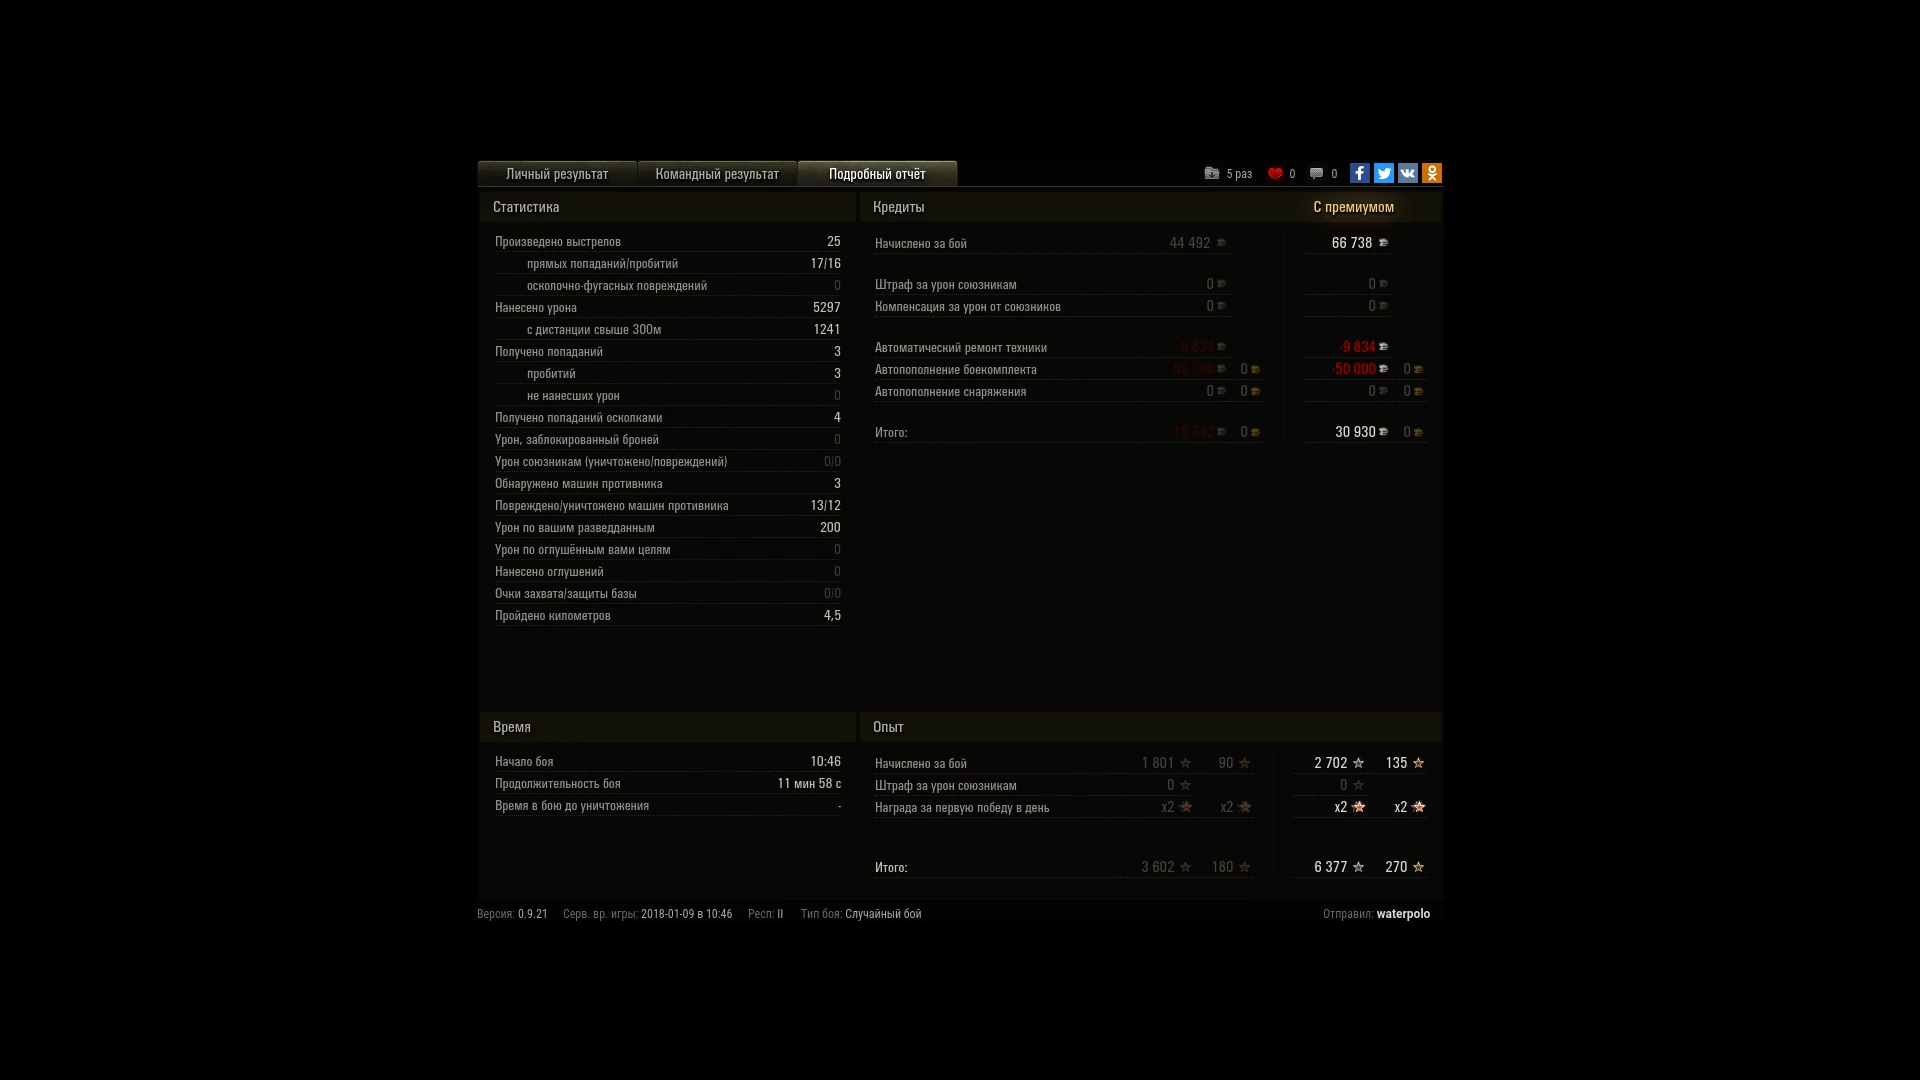 Личный результат Командный результат Подробный отчёт 5 раз 0 0
Статистика
Произведено выстрелов 25
прямых попаданий/пробитий 17/16
осколочно-фугасных повреждений 0
Нанесено урона 5297
с дистанции свыше 300м 1241
Получено попаданий 3
пробитий 3
не нанесших урон 0
Получено попаданий осколками 4
Урон, заблокированный броней 0
Урон союзникам (уничтожено/повреждений) 0/0
Обнаружено машин противника 3
Повреждено/уничтожено машин противника 13/12
Урон по вашим разведданным 200
Урон по оглушённым вами целям 0
Нанесено оглушений 0
Очки захвата/защиты базы 0/0
Пройдено километров 4,5
Кредиты С премиумом
Начислено за бой 44 492 66 738
Штраф за урон союзникам 0 0
Компенсация за урон от союзников 0 0
Автоматический ремонт техники -9 834 -9 834
Автопополнение боекомплекта -50 000 0 -50 000 0
Автопополнение снаряжения 0 0 0 0
Итого: -15 342 0 30 930 0
Время
Начало боя 10:46
Продолжительность боя 11 мин 58 с
Время в бою до уничтожения -
Опыт
Начислено за бой 1 801 90 2 702 135
Штраф за урон союзникам 0 0
Награда за первую победу в день x2 x2 x2 x2
Итого: 3 602 180 6 377 270
Версия: 0.9.21 Серв. вр. игры: 2018-01-09 в 10:46 Респ: II Тип боя: Случайный бой Отправил: waterpolo